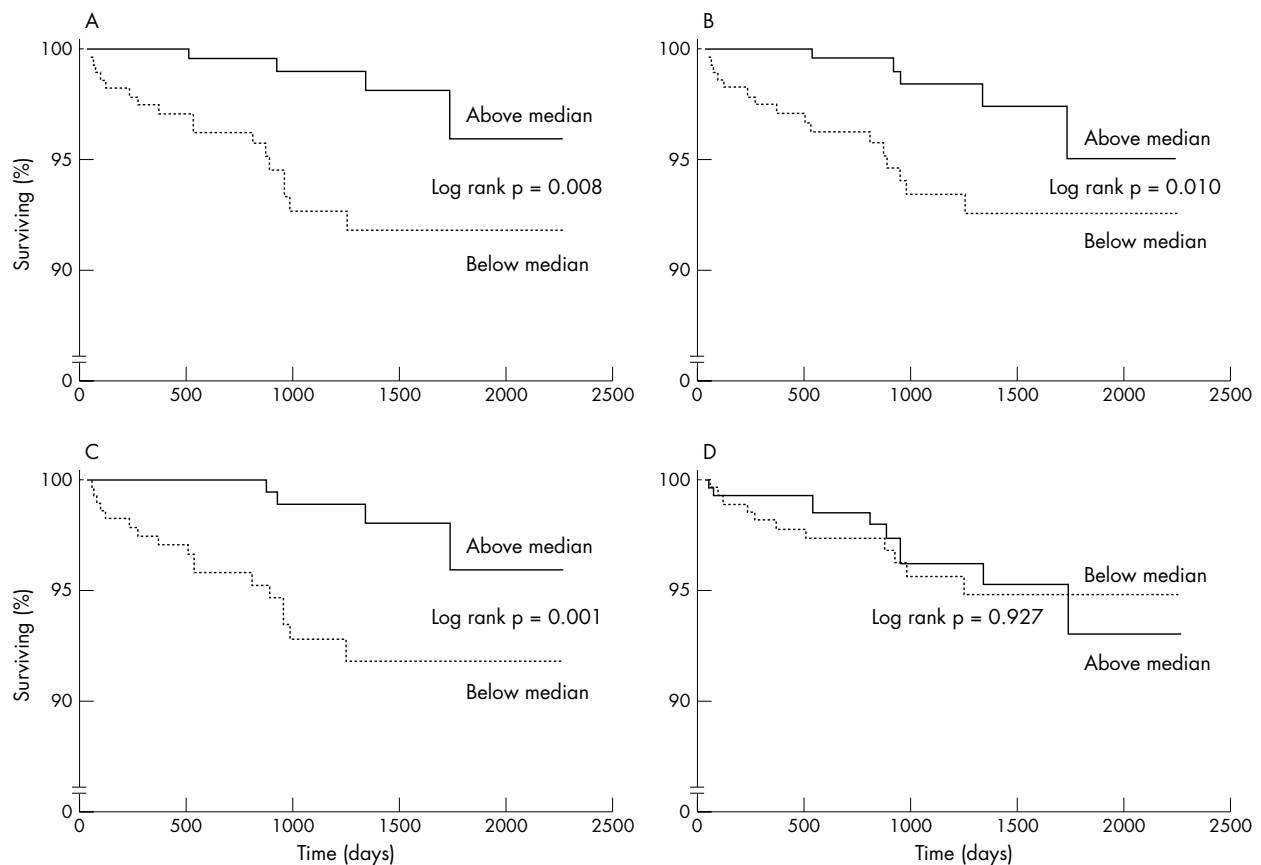 A
100
95
90
0
Surviving (%)
Above median
Log rank p = 0.008
Below median
0 500 1000 1500 2000 2500
B
100
95
90
0
Above median
Log rank p = 0.010
Below median
0 500 1000 1500 2000 2500
C
100
95
90
0
Surviving (%)
Above median
Log rank p = 0.001
Below median
0 500 1000 1500 2000 2500
Time (days)
D
100
95
90
0
Below median
Log rank p = 0.927
Above median
0 500 1000 1500 2000 2500
Time (days)